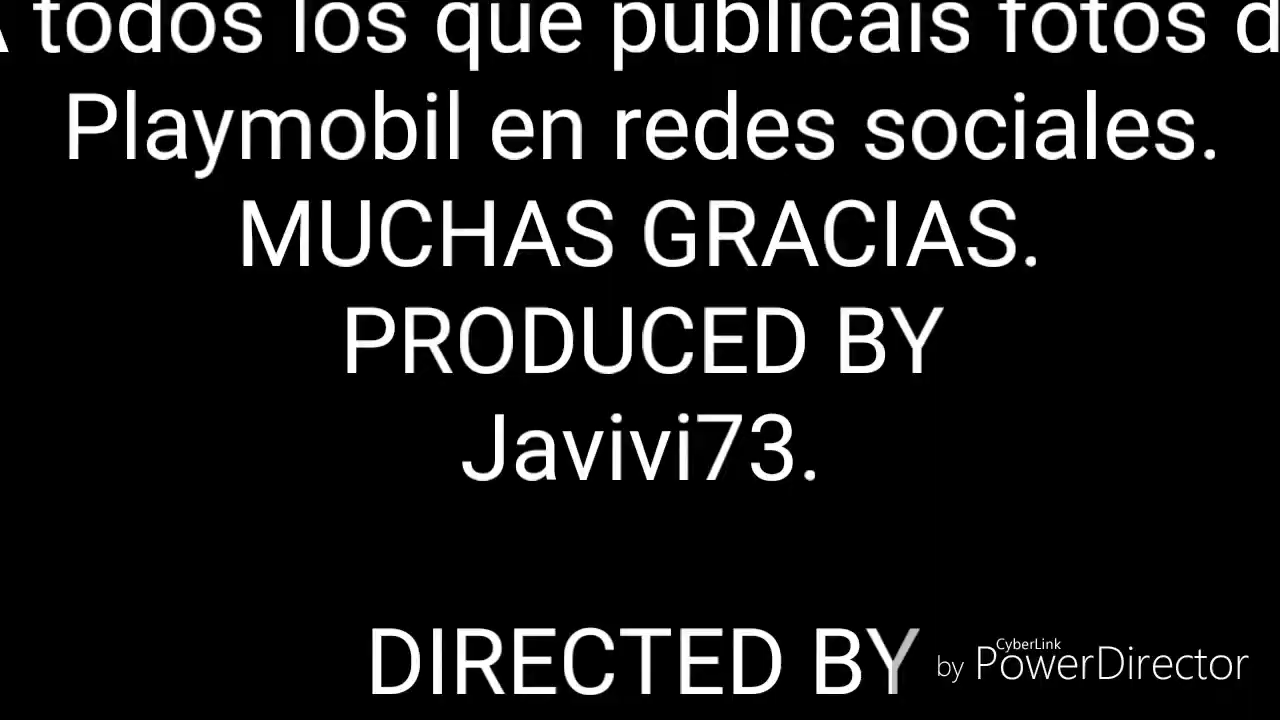 A todos los que publicais fotos d
Playmobil en redes sociales.
MUCHAS GRACIAS.
PRODUCED BY
Javivi73.
DIRECTED BY
CyberLink
by PowerDirector